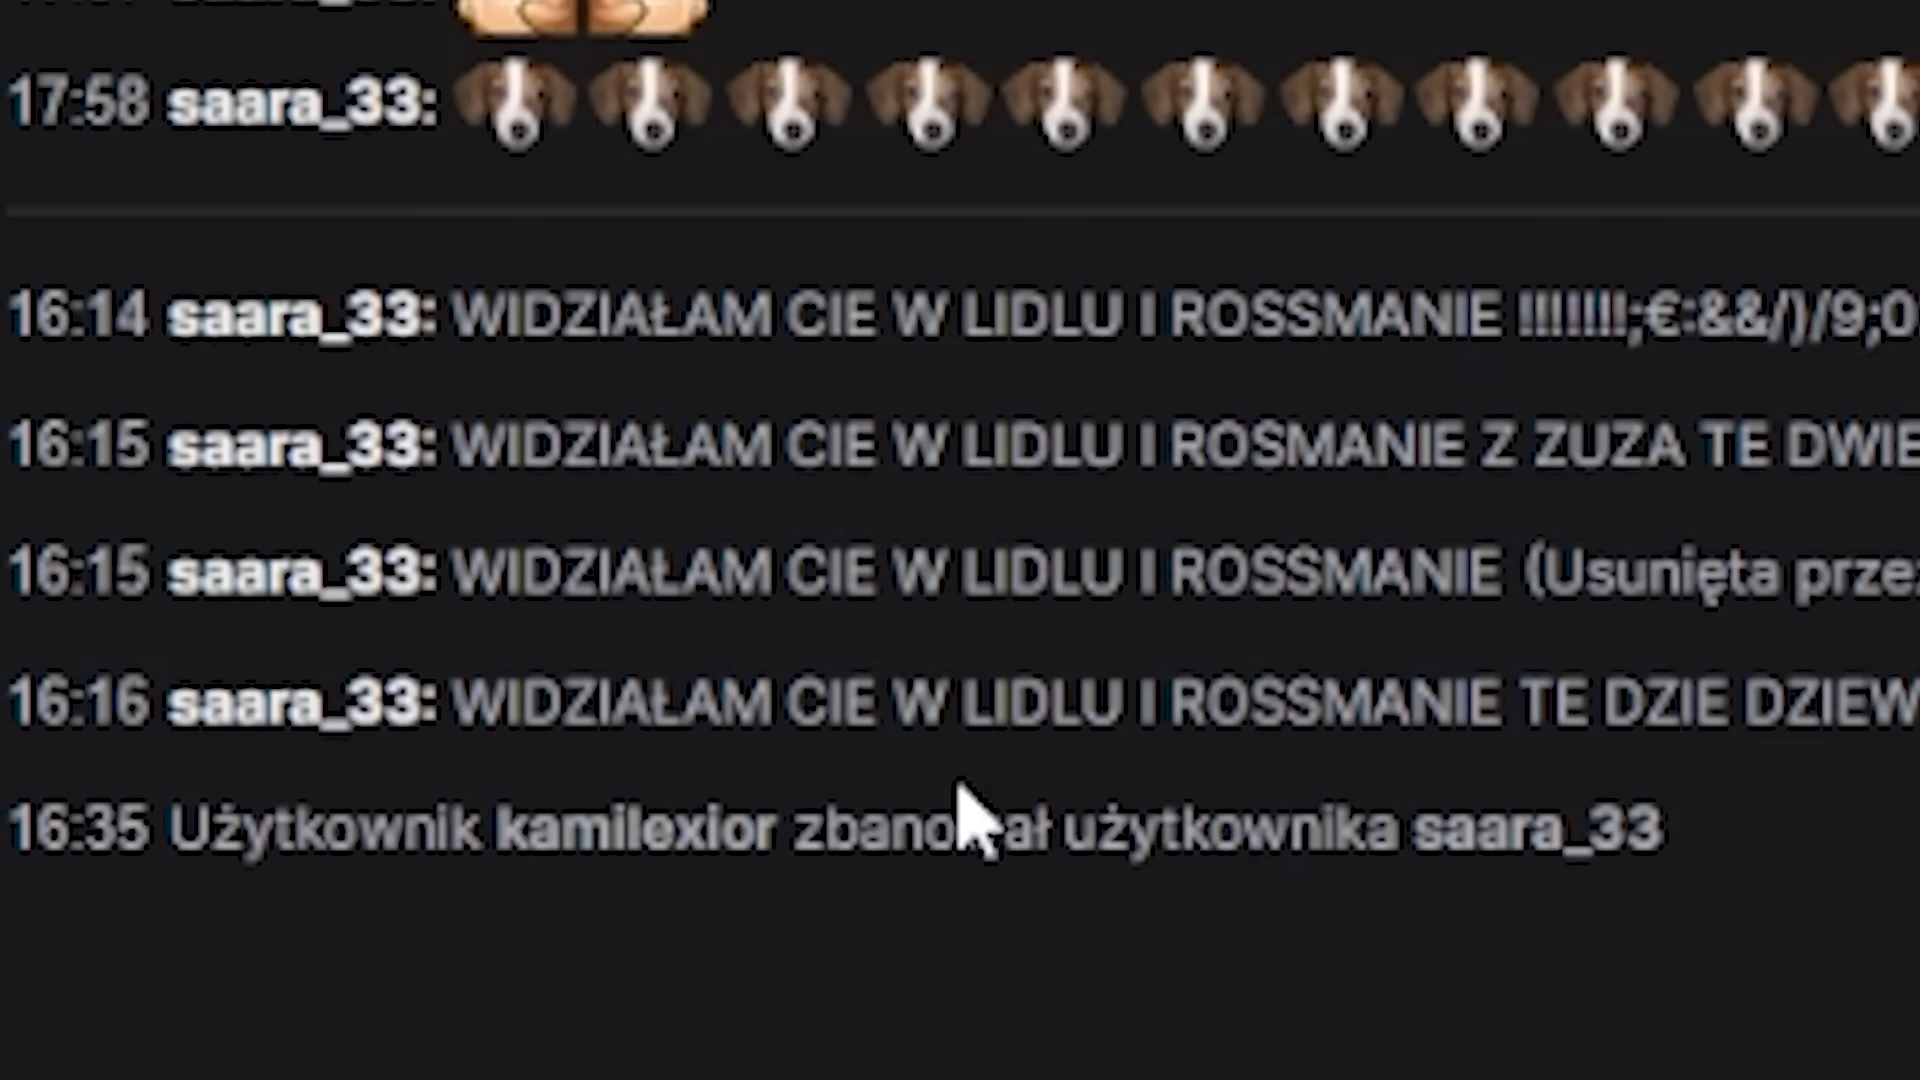 17:58 saara_33:
16:14 saara_33: WIDZIAŁAM CIE W LIDLU I ROSSMANIE !!!!!!!!;€:&&/)/9;0
16:15 saara_33: WIDZIAŁAM CIE W LIDLU I ROSMANIE Z ZUZA TE DWIE
16:15 saara_33: WIDZIAŁAM CIE W LIDLU I ROSSMANIE (Usunięta przez
16:16 saara_33: WIDZIAŁAM CIE W LIDLU I ROSSMANIE TE DZIE DZIEW
16:35 Użytkownik kamilexior zbanował użytkownika saara_33